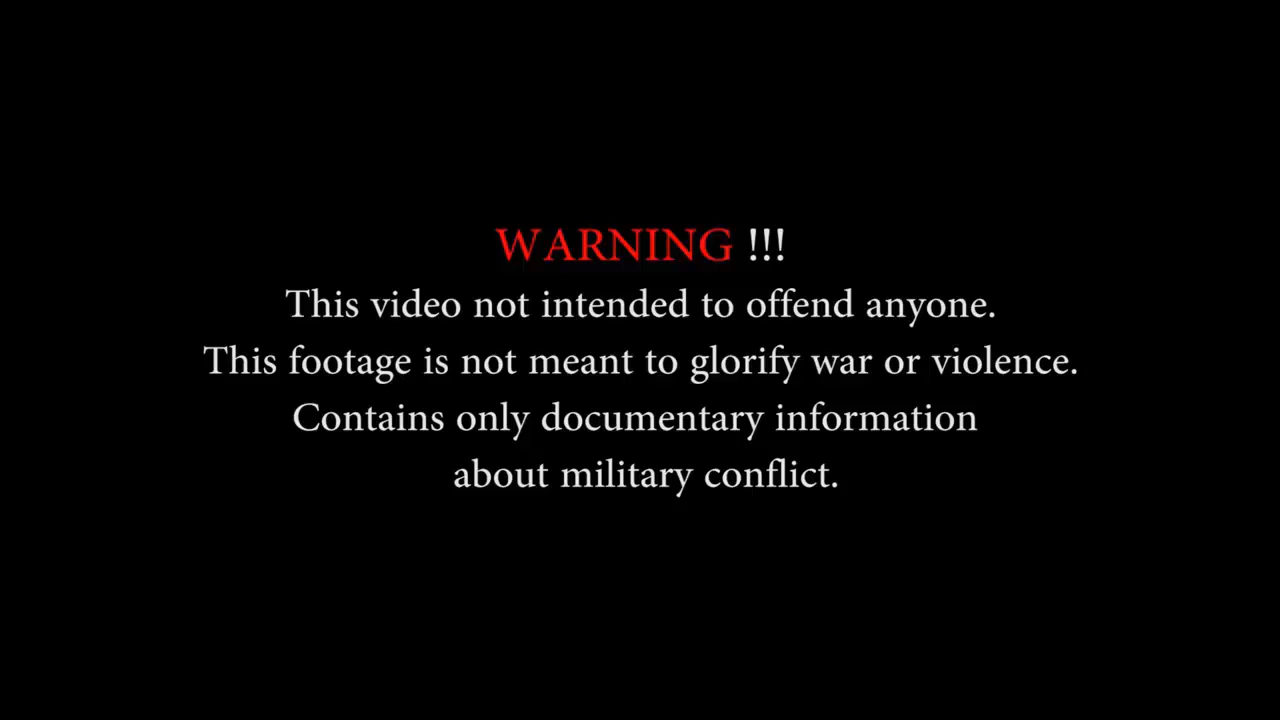 WARNING !!!
This video not intended to offend anyone.
This footage is not meant to glorify war or violence.
Contains only documentary information
about military conflict.